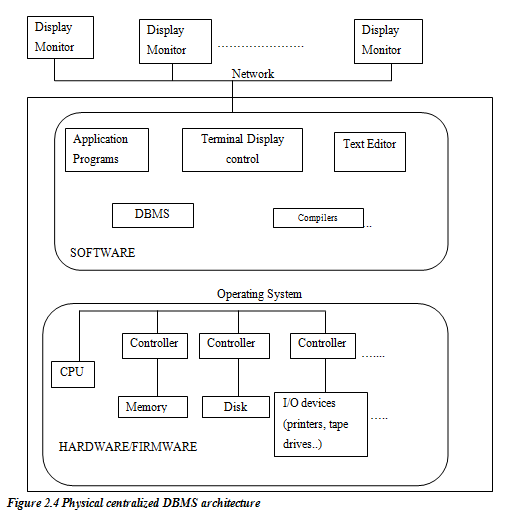 Display
Monitor
Display
Monitor
........................
Display
Monitor
Network
Application
Programs
Terminal Display
control
Text Editor
DBMS
Compilers
...
SOFTWARE
Operating System
Controller
Controller
Controller
.......
CPU
Memory
Disk
I/O devices
(printers, tape
drives..)
.....
HARDWARE/FIRMWARE
Figure 2.4 Physical centralized DBMS architecture